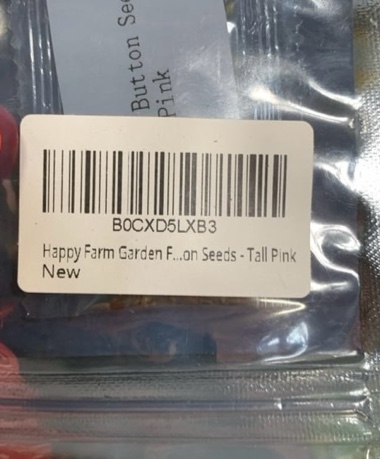 Button See
Pink
B0CXD5LXB3
Happy Farm Garden F...on Seeds - Tall Pink
New